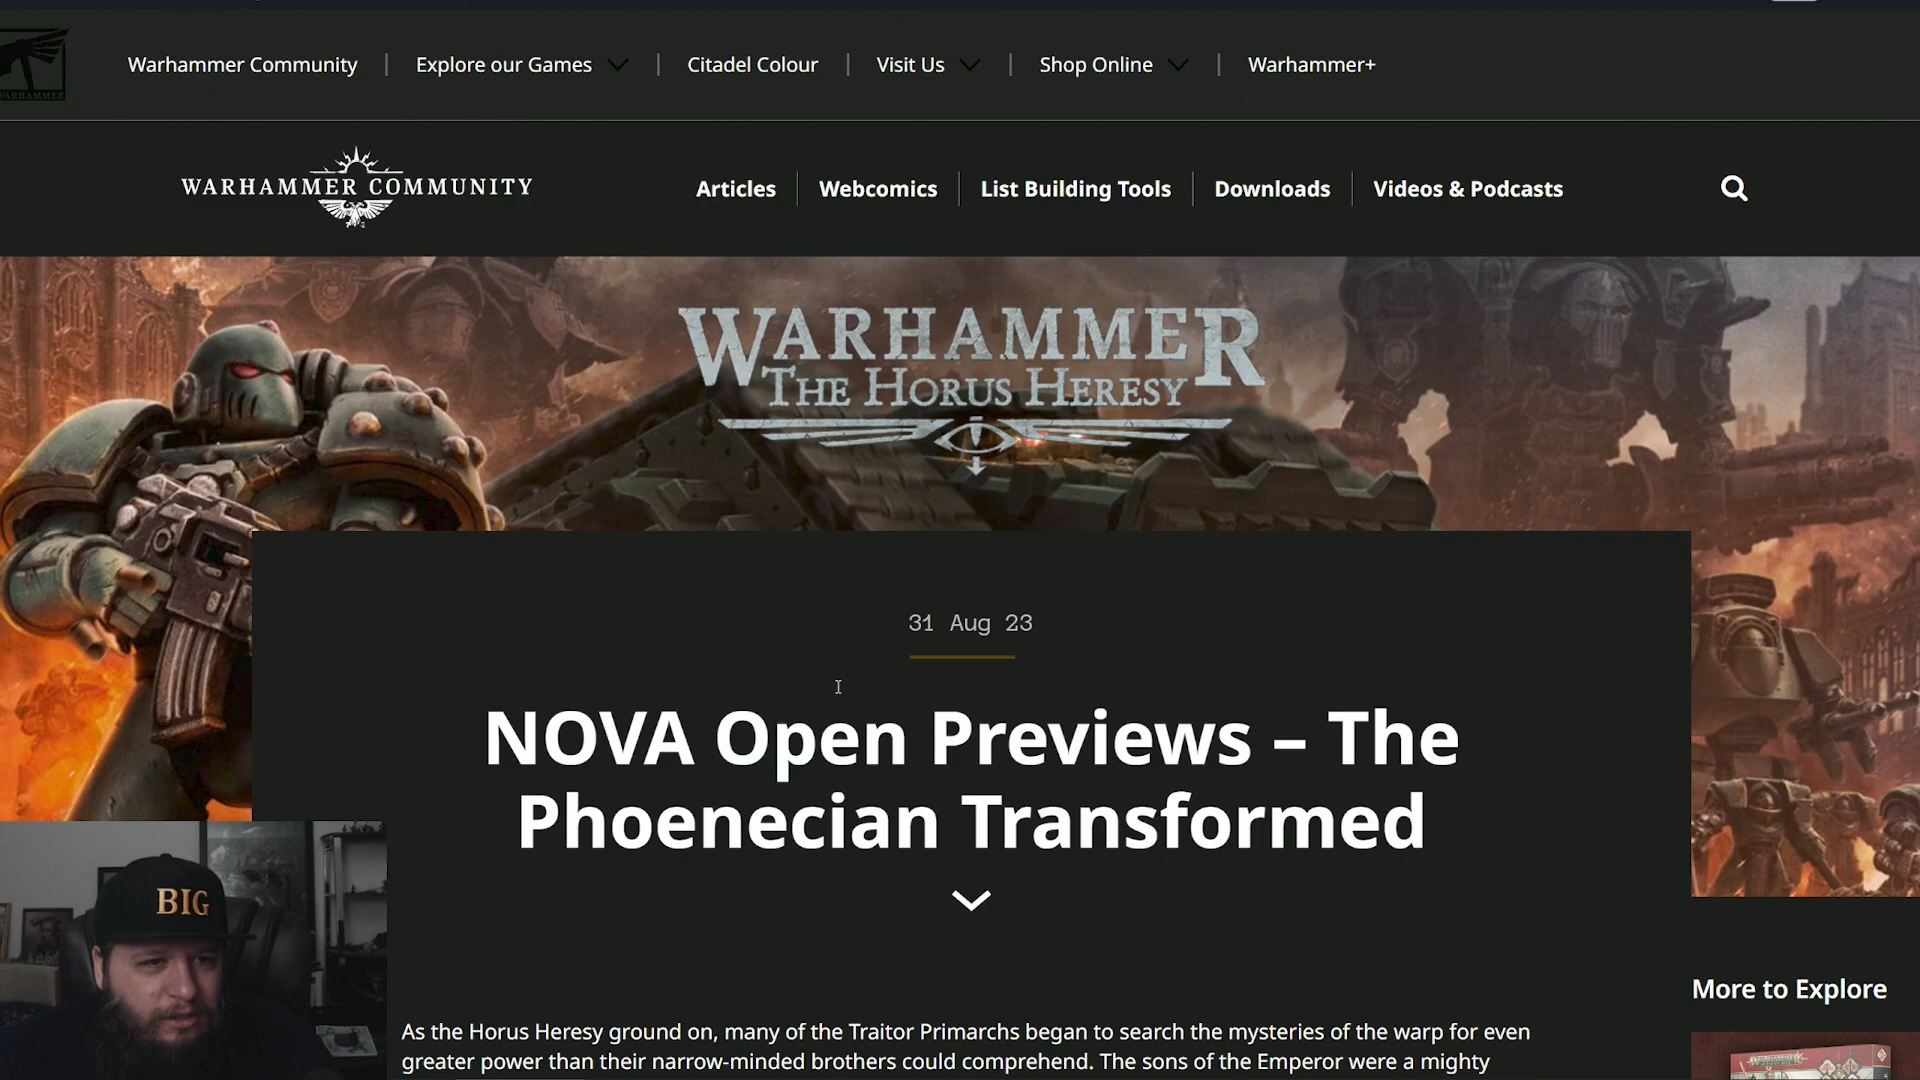 WARHAMMER
Warhammer Community
Explore our Games
Citadel Colour
Visit Us
Shop Online
Warhammer+
WARHAMMER COMMUNITY
Articles
Webcomics
List Building Tools
Downloads
Videos & Podcasts
WARHAMMER
THE HORUS HERESY
31 Aug 23
NOVA Open Previews – The
Phoenecian Transformed
BIG
As the Horus Heresy ground on, many of the Traitor Primarchs began to search the mysteries of the warp for even
greater power than their narrow-minded brothers could comprehend. The sons of the Emperor were a mighty
More to Explore
WARHAMMER